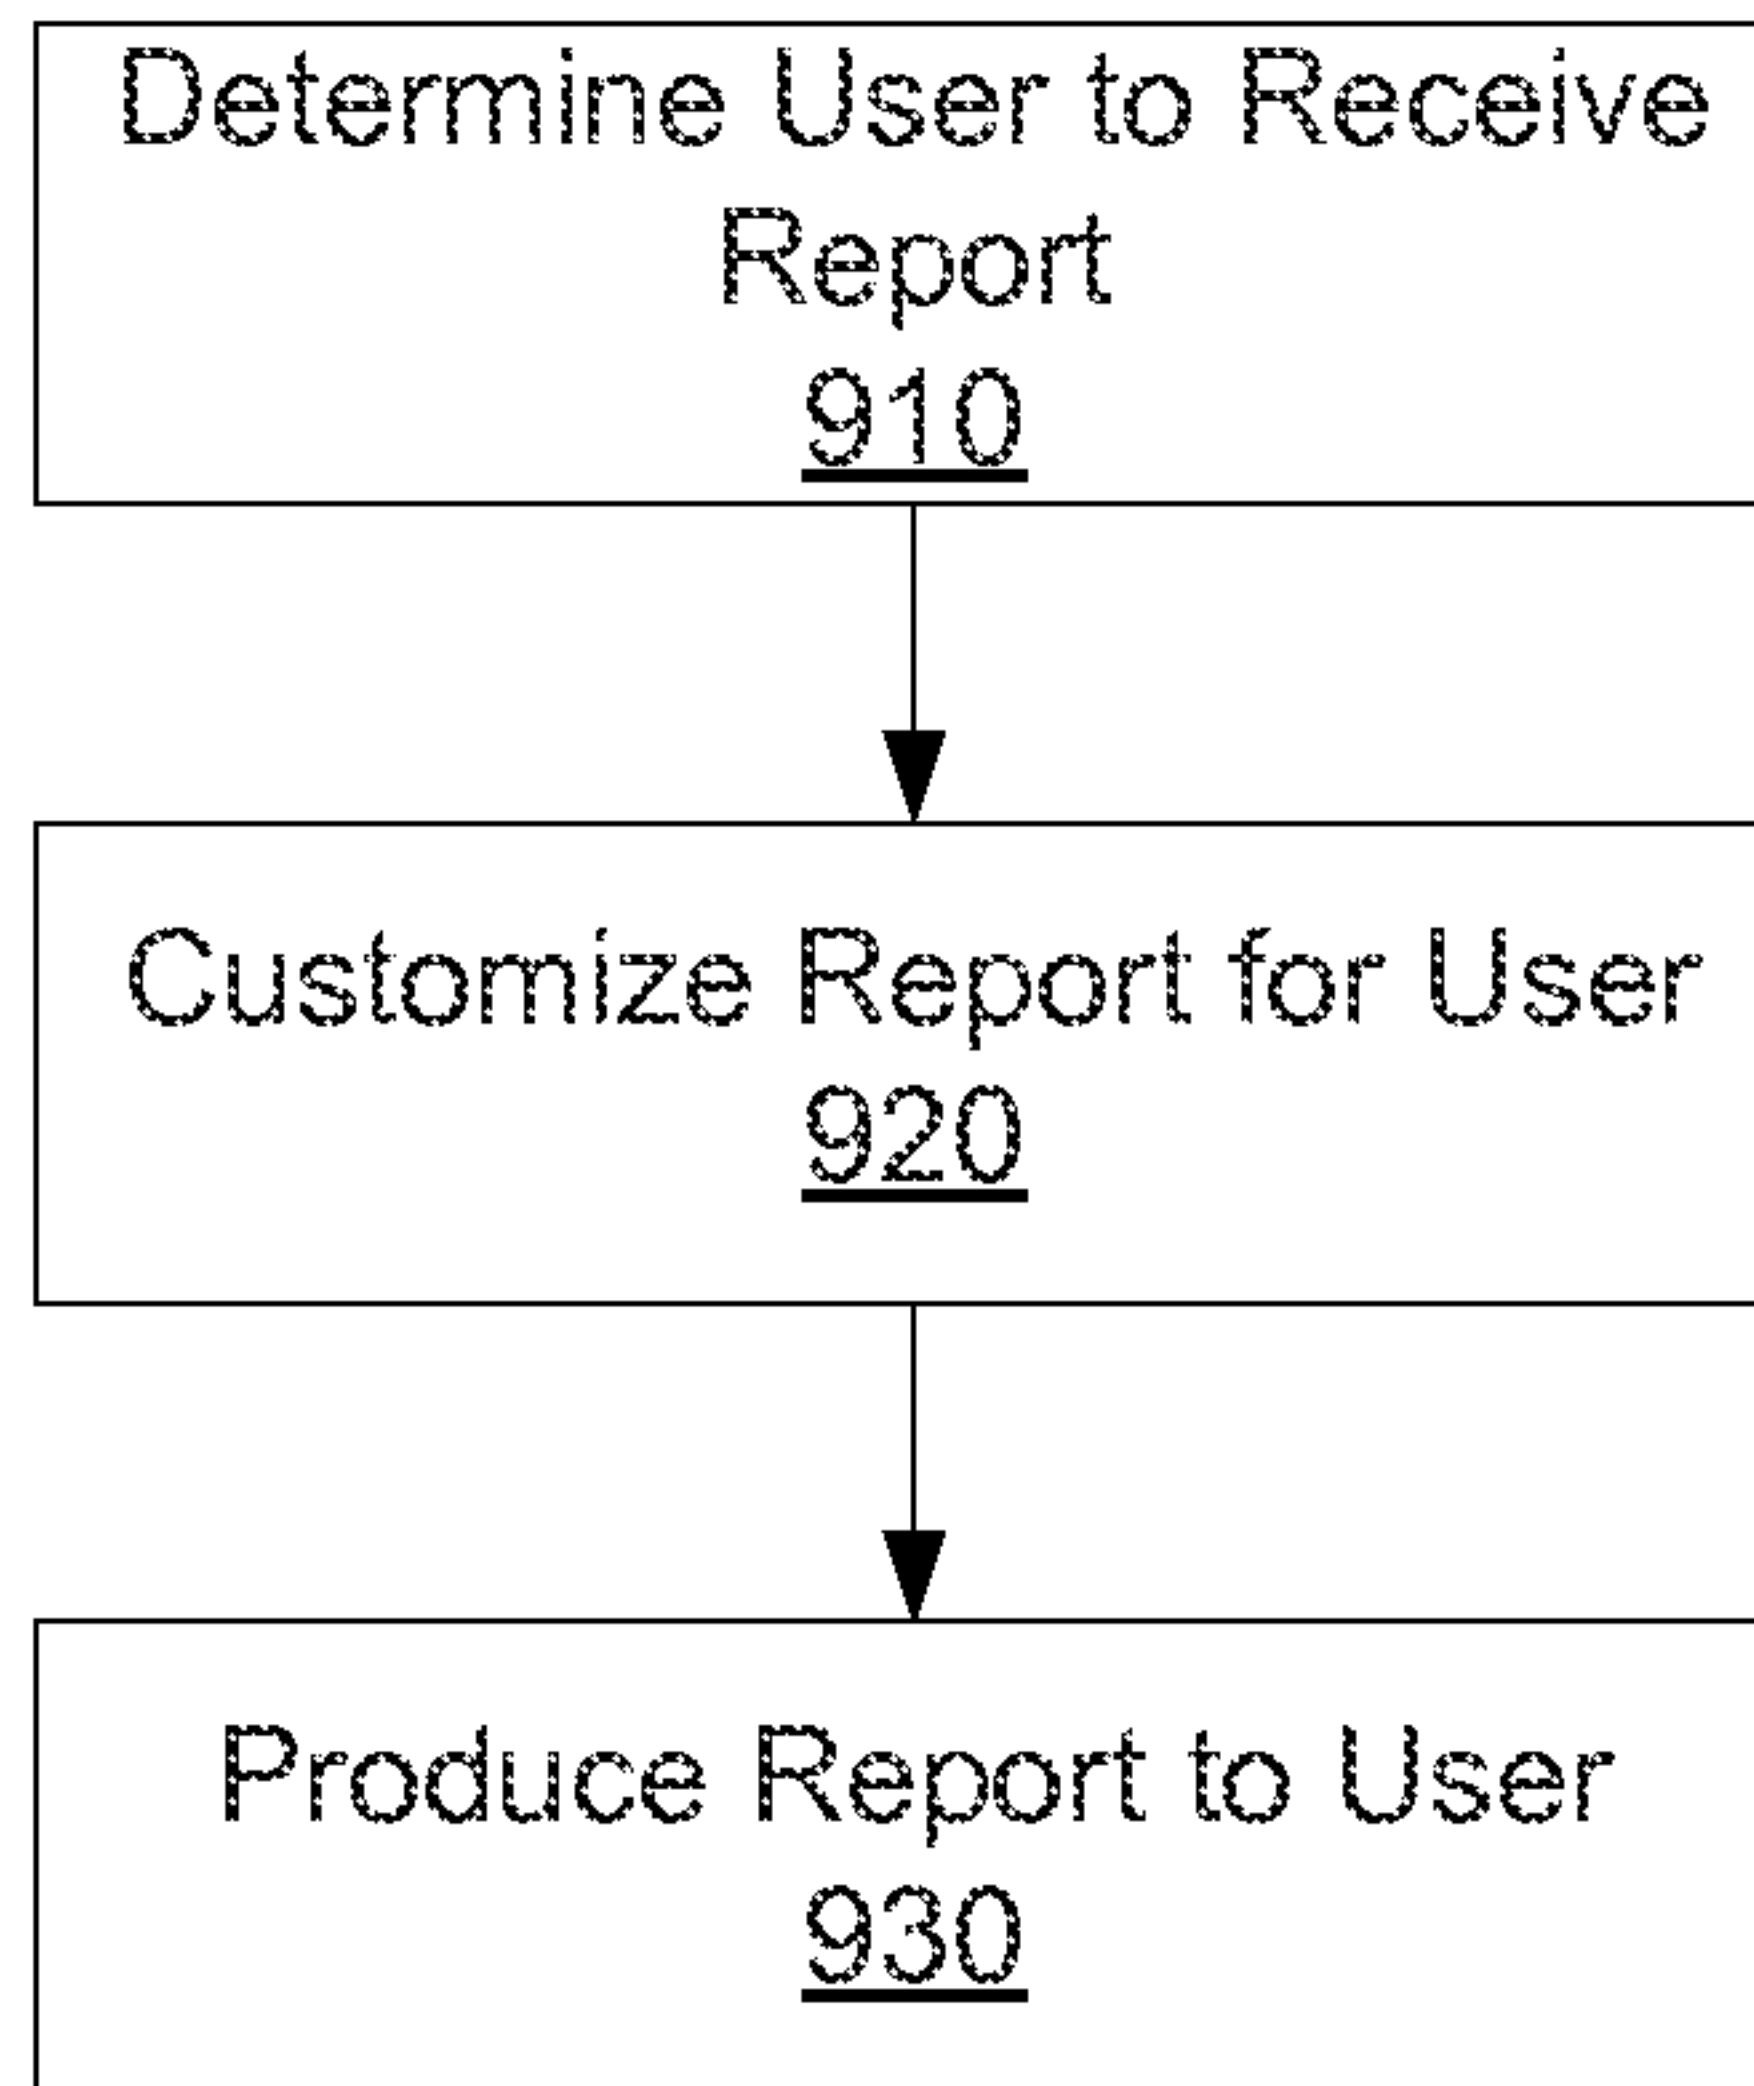 Determine User to Receive
Report
910
Customize Report for User
920
Produce Report to User
930